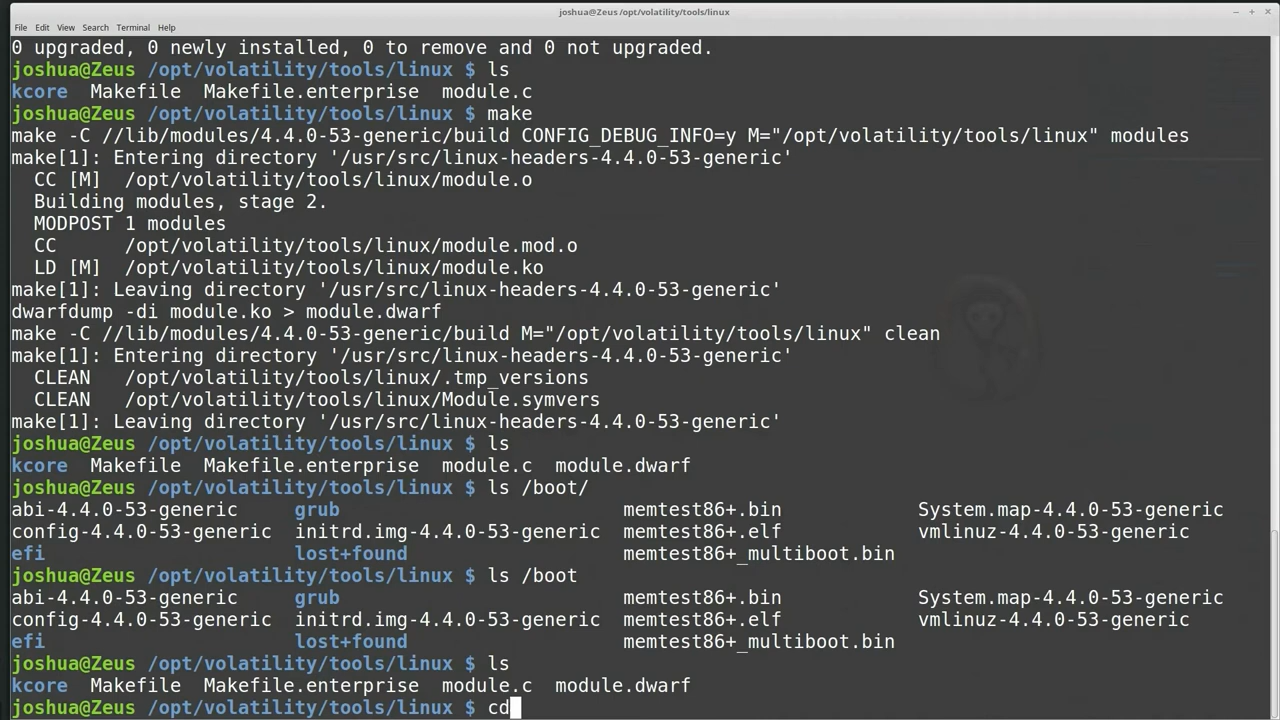 joshua@Zeus /opt/volatility/tools/linux
File Edit View Search Terminal Help
0 upgraded, 0 newly installed, 0 to remove and 0 not upgraded.
joshua@Zeus /opt/volatility/tools/linux $ ls
kcore  Makefile  Makefile.enterprise  module.c
joshua@Zeus /opt/volatility/tools/linux $ make
make -C //lib/modules/4.4.0-53-generic/build CONFIG_DEBUG_INFO=y M="/opt/volatility/tools/linux" modules
make[1]: Entering directory '/usr/src/linux-headers-4.4.0-53-generic'
  CC [M]  /opt/volatility/tools/linux/module.o
  Building modules, stage 2.
  MODPOST 1 modules
  CC      /opt/volatility/tools/linux/module.mod.o
  LD [M]  /opt/volatility/tools/linux/module.ko
make[1]: Leaving directory '/usr/src/linux-headers-4.4.0-53-generic'
dwarfdump -di module.ko > module.dwarf
make -C //lib/modules/4.4.0-53-generic/build M="/opt/volatility/tools/linux" clean
make[1]: Entering directory '/usr/src/linux-headers-4.4.0-53-generic'
  CLEAN   /opt/volatility/tools/linux/.tmp_versions
  CLEAN   /opt/volatility/tools/linux/Module.symvers
make[1]: Leaving directory '/usr/src/linux-headers-4.4.0-53-generic'
joshua@Zeus /opt/volatility/tools/linux $ ls
kcore  Makefile  Makefile.enterprise  module.c  module.dwarf
joshua@Zeus /opt/volatility/tools/linux $ ls /boot/
abi-4.4.0-53-generic     grub                         memtest86+.bin            System.map-4.4.0-53-generic
config-4.4.0-53-generic  initrd.img-4.4.0-53-generic  memtest86+.elf            vmlinuz-4.4.0-53-generic
efi                      lost+found                   memtest86+_multiboot.bin
joshua@Zeus /opt/volatility/tools/linux $ ls /boot
abi-4.4.0-53-generic     grub                         memtest86+.bin            System.map-4.4.0-53-generic
config-4.4.0-53-generic  initrd.img-4.4.0-53-generic  memtest86+.elf            vmlinuz-4.4.0-53-generic
efi                      lost+found                   memtest86+_multiboot.bin
joshua@Zeus /opt/volatility/tools/linux $ ls
kcore  Makefile  Makefile.enterprise  module.c  module.dwarf
joshua@Zeus /opt/volatility/tools/linux $ cd